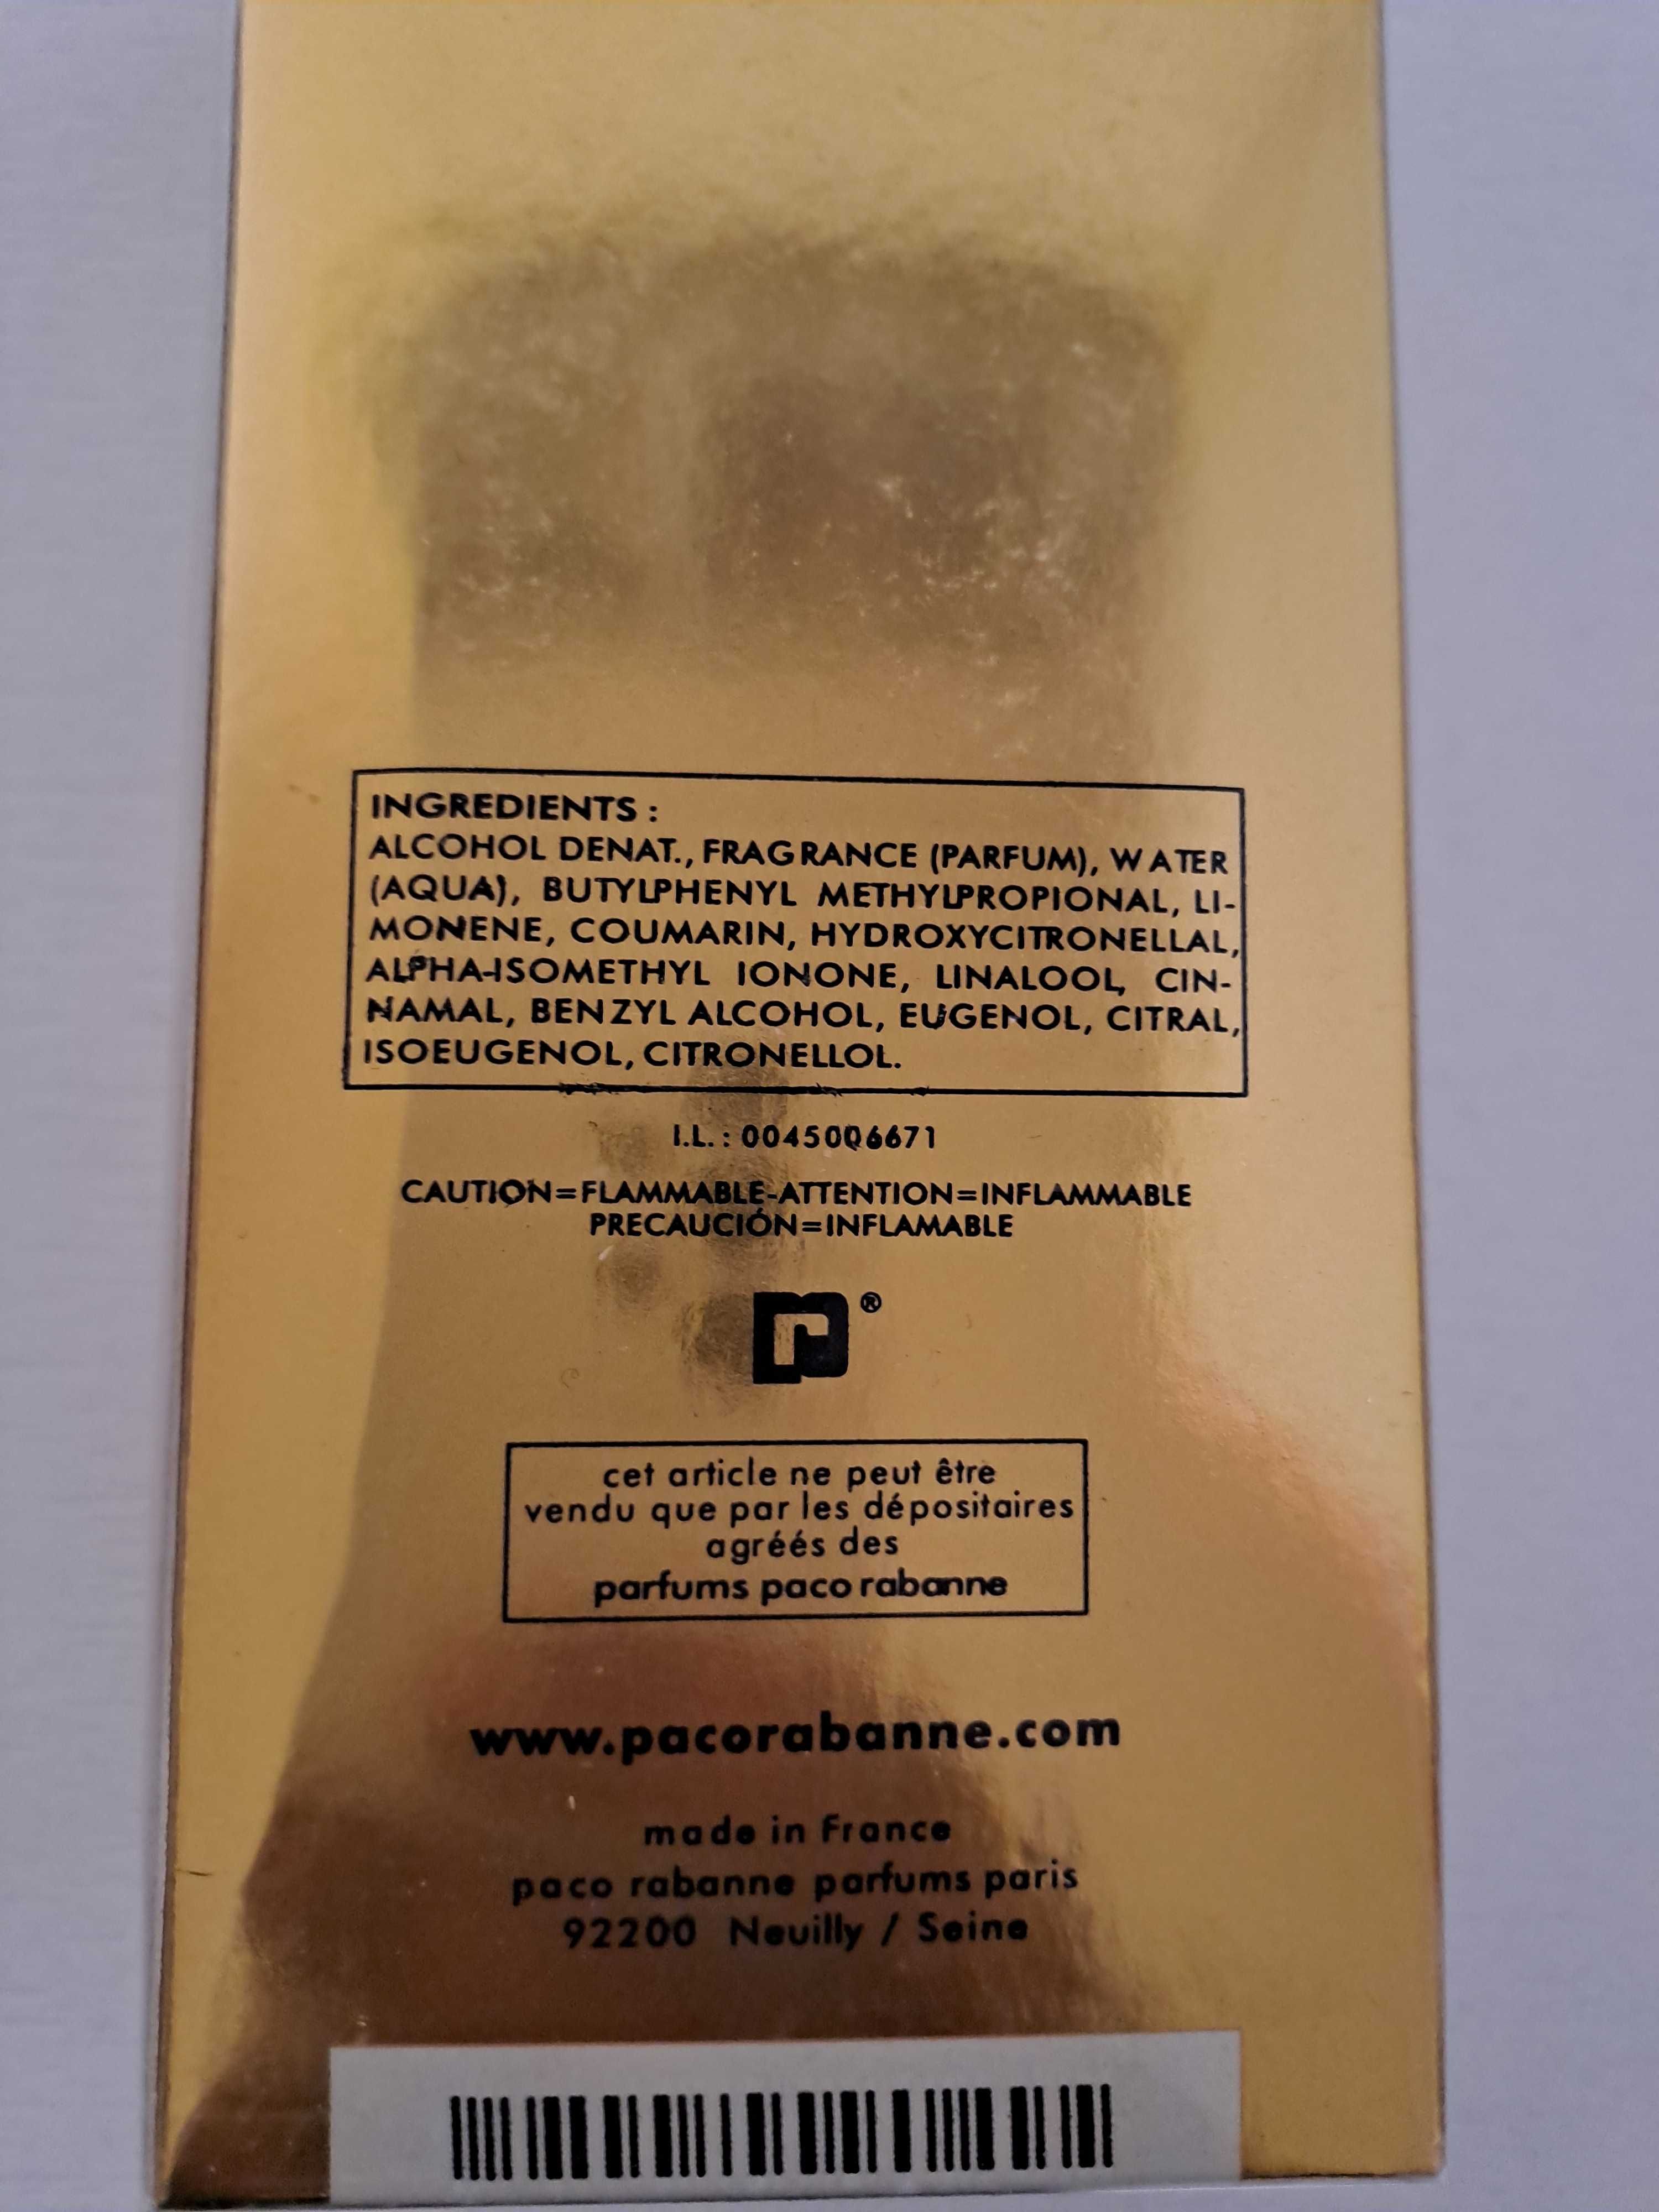 INGREDIENTS :
ALCOHOL DENAT., FRAGRANCE (PARFUM), WATER
(AQUA), BUTYLPHENYL METHYLPROPIONAL, LI-
MONENE, COUMARIN, HYDROXYCITRONELLAL,
ALPHA-ISOMETHYL IONONE, LINALOOL, CIN-
NAMAL, BENZYL ALCOHOL, EUGENOL, CITRAL,
ISOEUGENOL, CITRONELLOL.
I.L. : 0045006671
CAUTION=FLAMMABLE-ATTENTION=INFLAMMABLE
PRECAUCIÓN=INFLAMABLE
r®
cet article ne peut être
vendu que par les dépositaires
agréés des
parfums paco rabanne
www.pacorabanne.com
made in France
paco rabanne parfums paris
92200 Neuilly / Seine